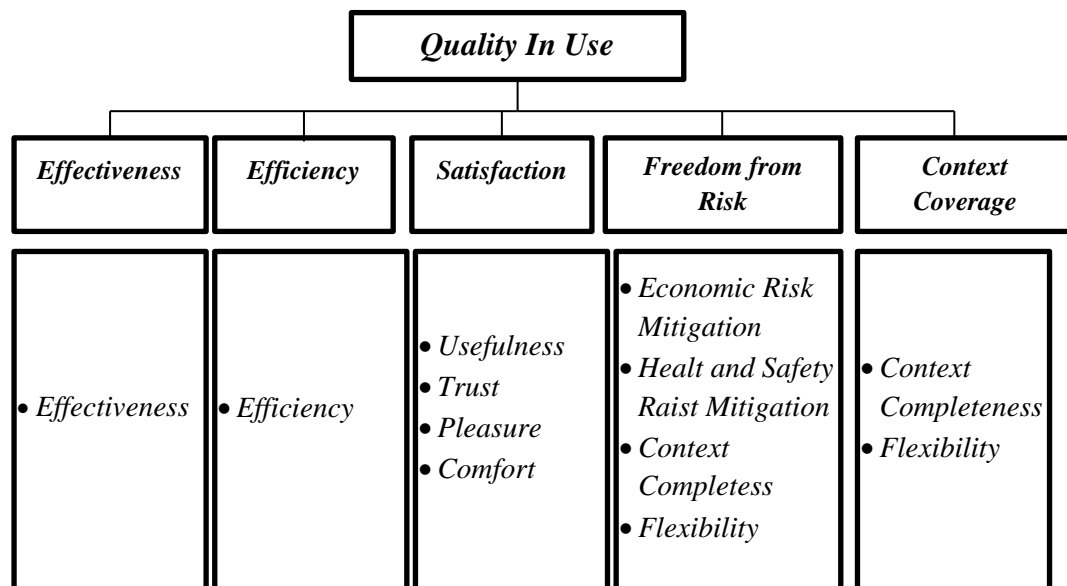 Quality In Use
Effectiveness
Efficiency
Satisfaction
Freedom from
Risk
Context
Coverage
• Effectiveness
• Efficiency
• Usefulness
• Trust
• Pleasure
• Comfort
• Economic Risk
Mitigation
• Healt and Safety
Raist Mitigation
• Context
Completess
• Flexibility
• Context
Completeness
• Flexibility